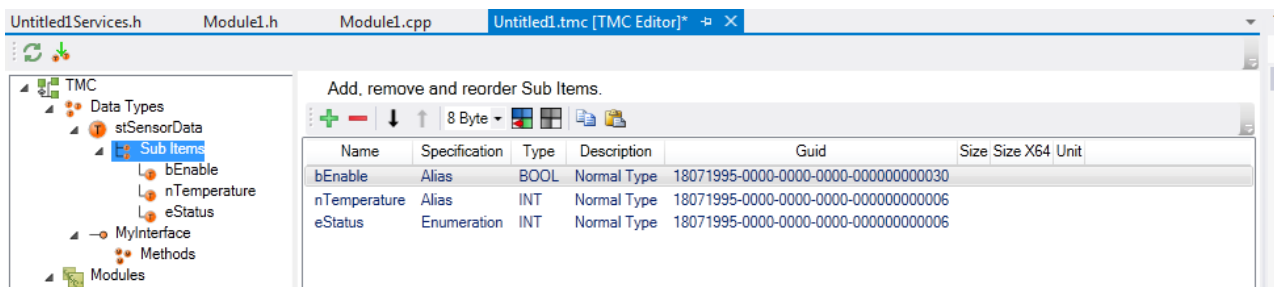 Untitled1Services.h Module1.h Module1.cpp Untitled1.tmc [TMC Editor]*
TMC
Data Types
stSensorData
Sub Items
bEnable
nTemperature
eStatus
MyInterface
Methods
Modules
Add, remove and reorder Sub Items.
8 Byte
Name Specification Type Description Guid Size Size X64 Unit
bEnable Alias BOOL Normal Type 18071995-0000-0000-0000-000000000030
nTemperature Alias INT Normal Type 18071995-0000-0000-0000-000000000006
eStatus Enumeration INT Normal Type 18071995-0000-0000-0000-000000000006